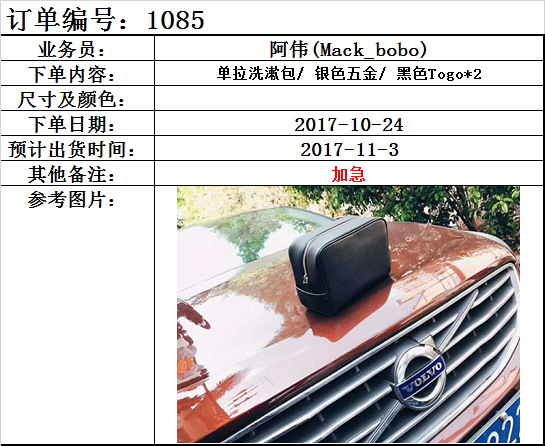 订单编号：1085
业务员： 阿伟(Mack_bobo)
下单内容： 单拉洗漱包/ 银色五金/ 黑色Togo*2
尺寸及颜色：
下单日期： 2017-10-24
预计出货时间： 2017-11-3
其他备注： 加急
参考图片：
VOLVO